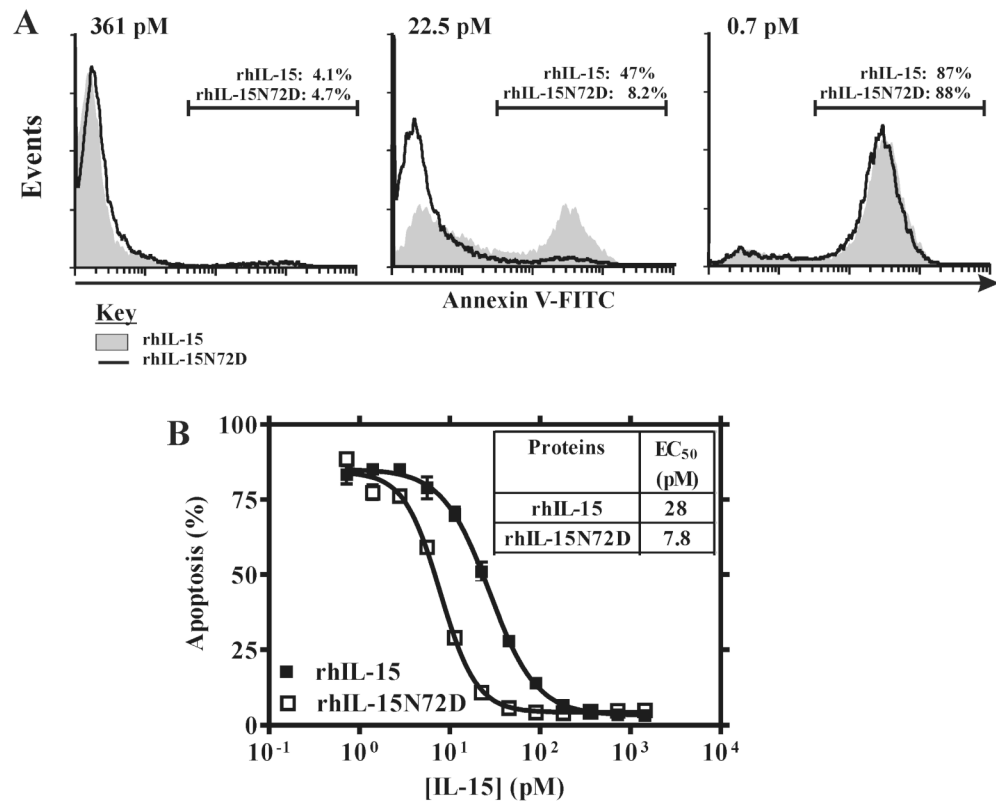 A
361 pM
22.5 pM
0.7 pM
rhIL-15: 4.1%
rhIL-15N72D: 4.7%
rhIL-15: 47%
rhIL-15N72D: 8.2%
rhIL-15: 87%
rhIL-15N72D: 88%
Events
Annexin V-FITC
Key
rhIL-15
rhIL-15N72D
B
100
75
50
25
0
Apoptosis (%)
Proteins EC50 (pM)
rhIL-15 28
rhIL-15N72D 7.8
rhIL-15
rhIL-15N72D
10-1 100 101 102 103 104
[IL-15] (pM)